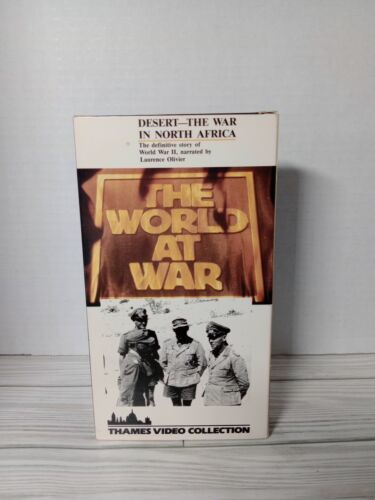 DESERT—THE WAR
IN NORTH AFRICA
The definitive story of
World War II, narrated by
Laurence Olivier
THE
WORLD
AT
WAR
THAMES VIDEO COLLECTION